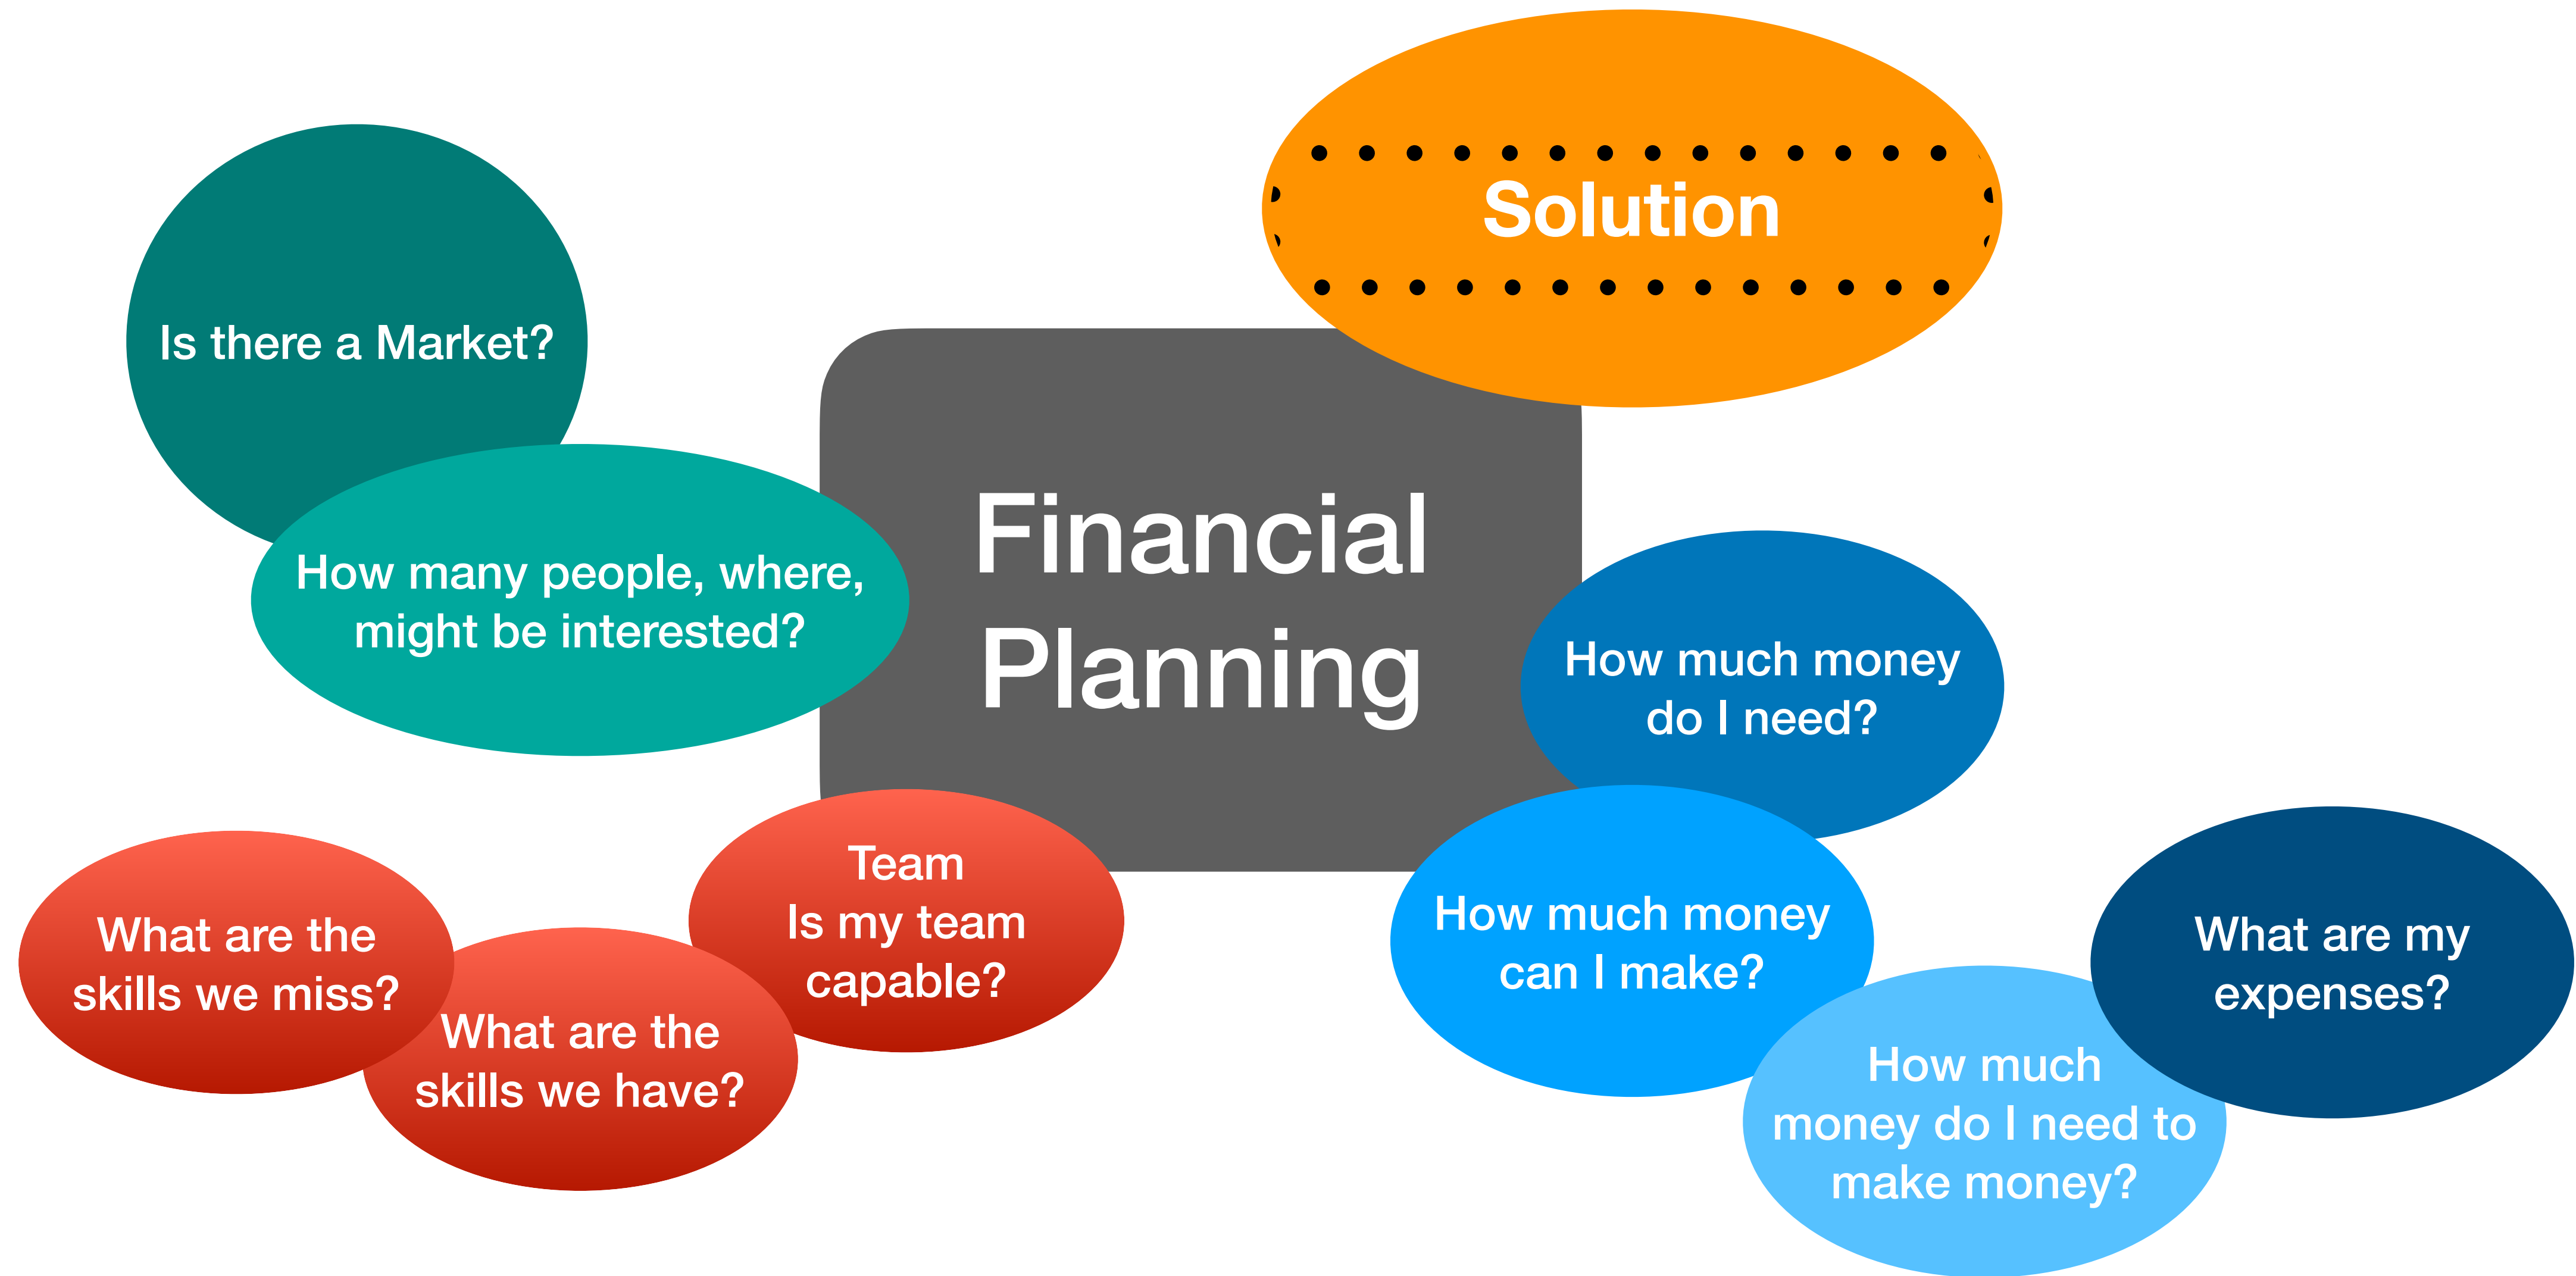 Solution
Is there a Market?
How many people, where,
might be interested?
Financial
Planning
How much money
do I need?
Team
Is my team
capable?
What are the
skills we have?
What are the
skills we miss?
How much money
can I make?
How much
money do I need to
make money?
What are my
expenses?